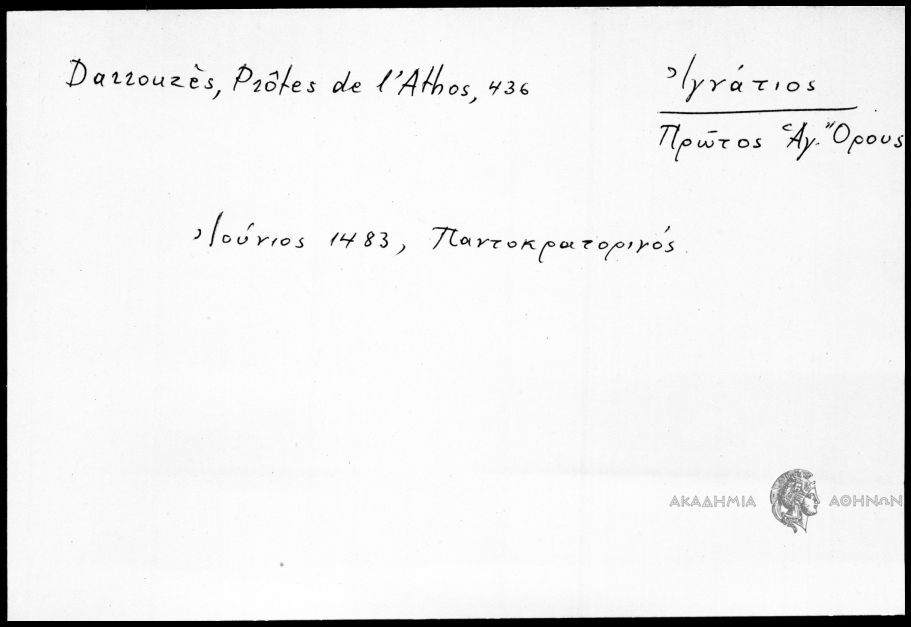 Darrouzès, Prôtes de l'Athos, 436
Ἰγνάτιος
Πρῶτος Ἁγ. Ὄρους
Ἰούνιος 1483, Παντοκρατορινός
ΑΚΑΔΗΜΙΑ ΑΘΗΝΩΝ